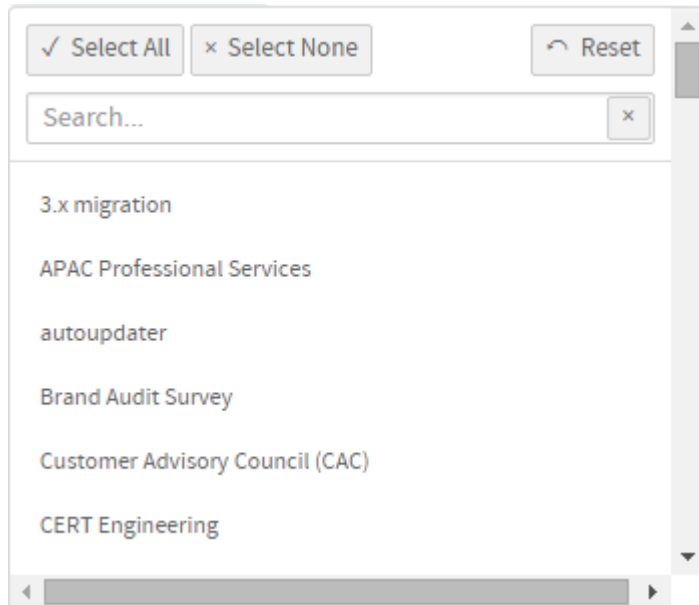 ✓ Select All × Select None Reset
Search... ×
3.x migration
APAC Professional Services
autoupdater
Brand Audit Survey
Customer Advisory Council (CAC)
CERT Engineering